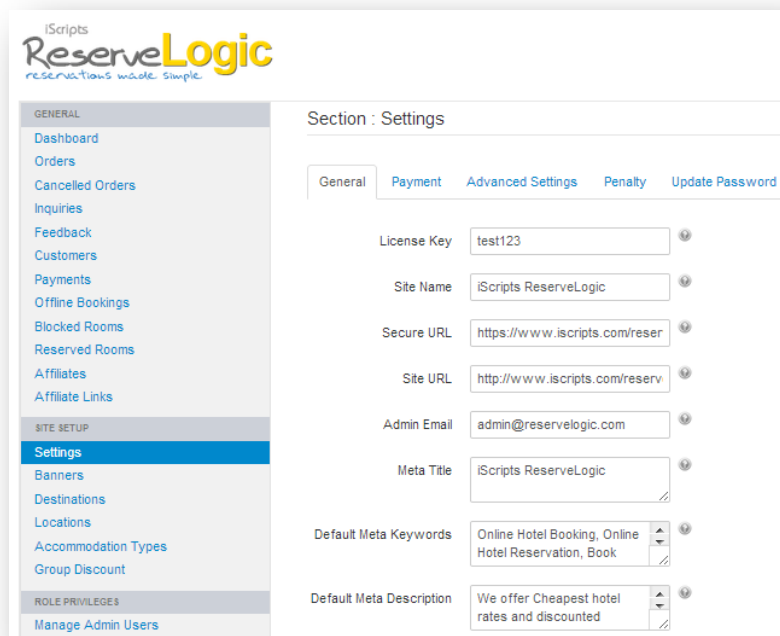 iScripts
ReserveLogic
reservations made simple
GENERAL
Dashboard
Orders
Cancelled Orders
Inquiries
Feedback
Customers
Payments
Offline Bookings
Blocked Rooms
Reserved Rooms
Affiliates
Affiliate Links
SITE SETUP
Settings
Banners
Destinations
Locations
Accommodation Types
Group Discount
ROLE PRIVILEGES
Manage Admin Users
Section : Settings
General Payment Advanced Settings Penalty Update Password
License Key test123
Site Name iScripts ReserveLogic
Secure URL https://www.iscripts.com/reser
Site URL http://www.iscripts.com/reserv
Admin Email admin@reservelogic.com
Meta Title iScripts ReserveLogic
Default Meta Keywords Online Hotel Booking, Online
Hotel Reservation, Book
Default Meta Description We offer Cheapest hotel
rates and discounted